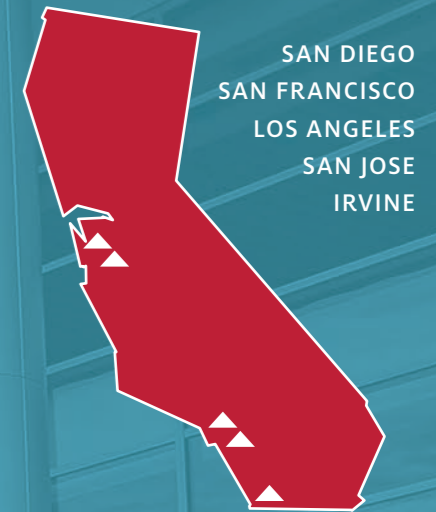 SAN DIEGO
SAN FRANCISCO
LOS ANGELES
SAN JOSE
IRVINE